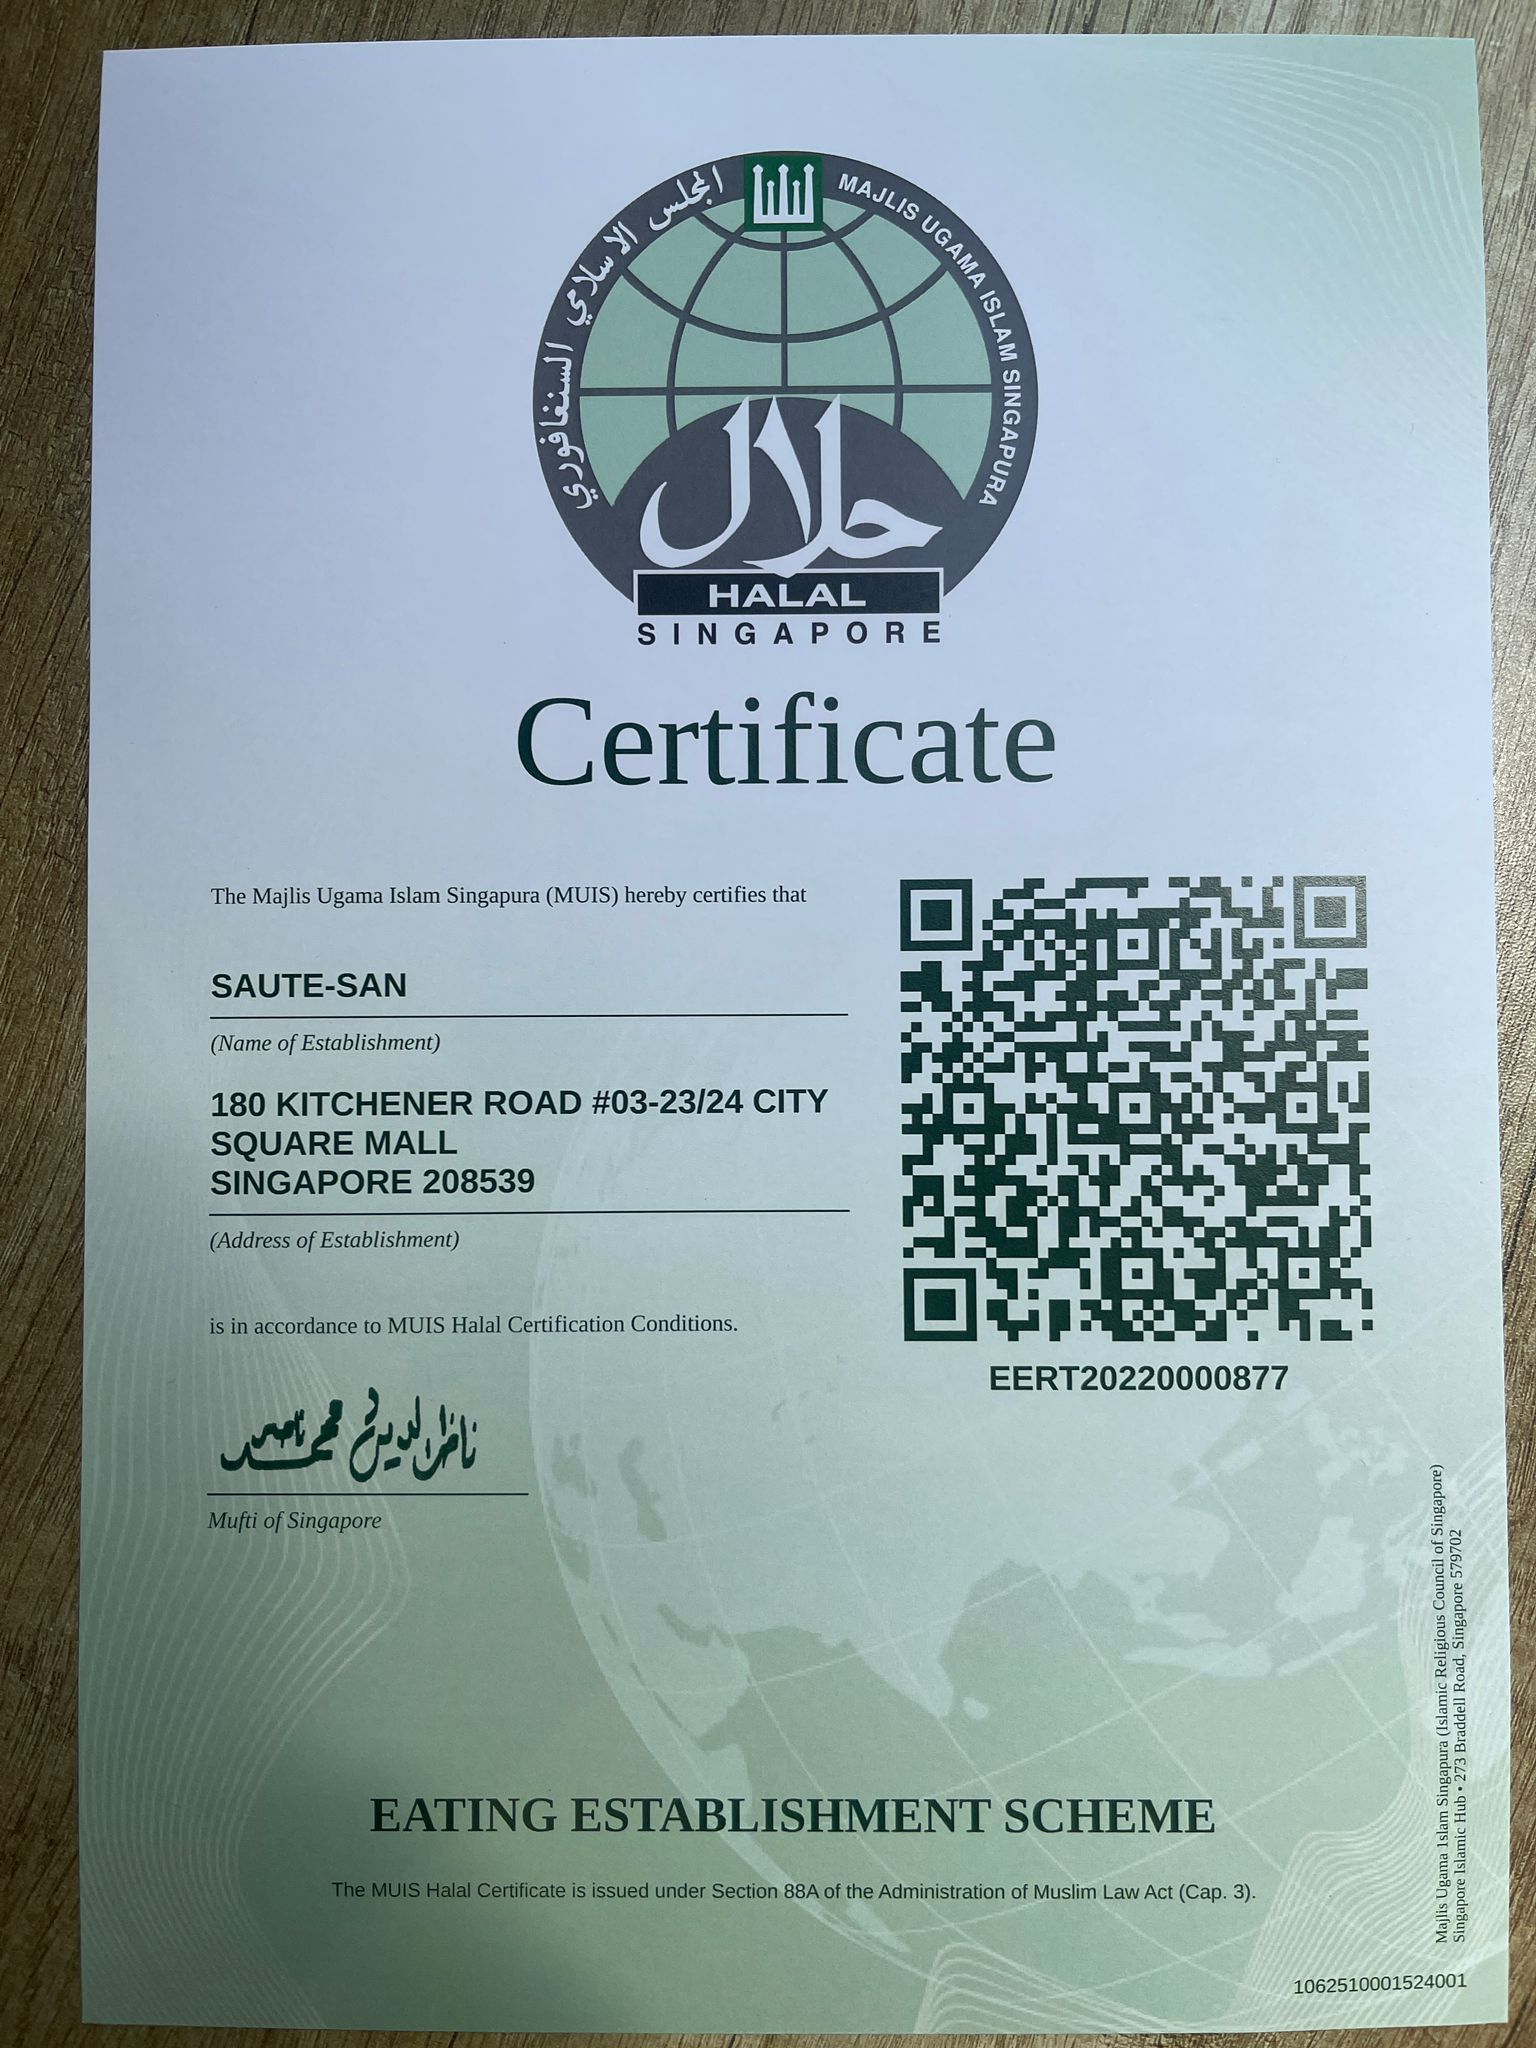 المجلس الاسلامي السنغافوري
MAJLIS UGAMA ISLAM SINGAPURA
حلال
HALAL
SINGAPORE
Certificate
The Majlis Ugama Islam Singapura (MUIS) hereby certifies that
SAUTE-SAN
(Name of Establishment)
180 KITCHENER ROAD #03-23/24 CITY
SQUARE MALL
SINGAPORE 208539
(Address of Establishment)
is in accordance to MUIS Halal Certification Conditions.
EERT20220000877
ناظرالدين محمد ناصر
Mufti of Singapore
Majlis Ugama Islam Singapura (Islamic Religious Council of Singapore)
Singapore Islamic Hub • 273 Braddell Road, Singapore 579702
EATING ESTABLISHMENT SCHEME
The MUIS Halal Certificate is issued under Section 88A of the Administration of Muslim Law Act (Cap. 3).
1062510001524001